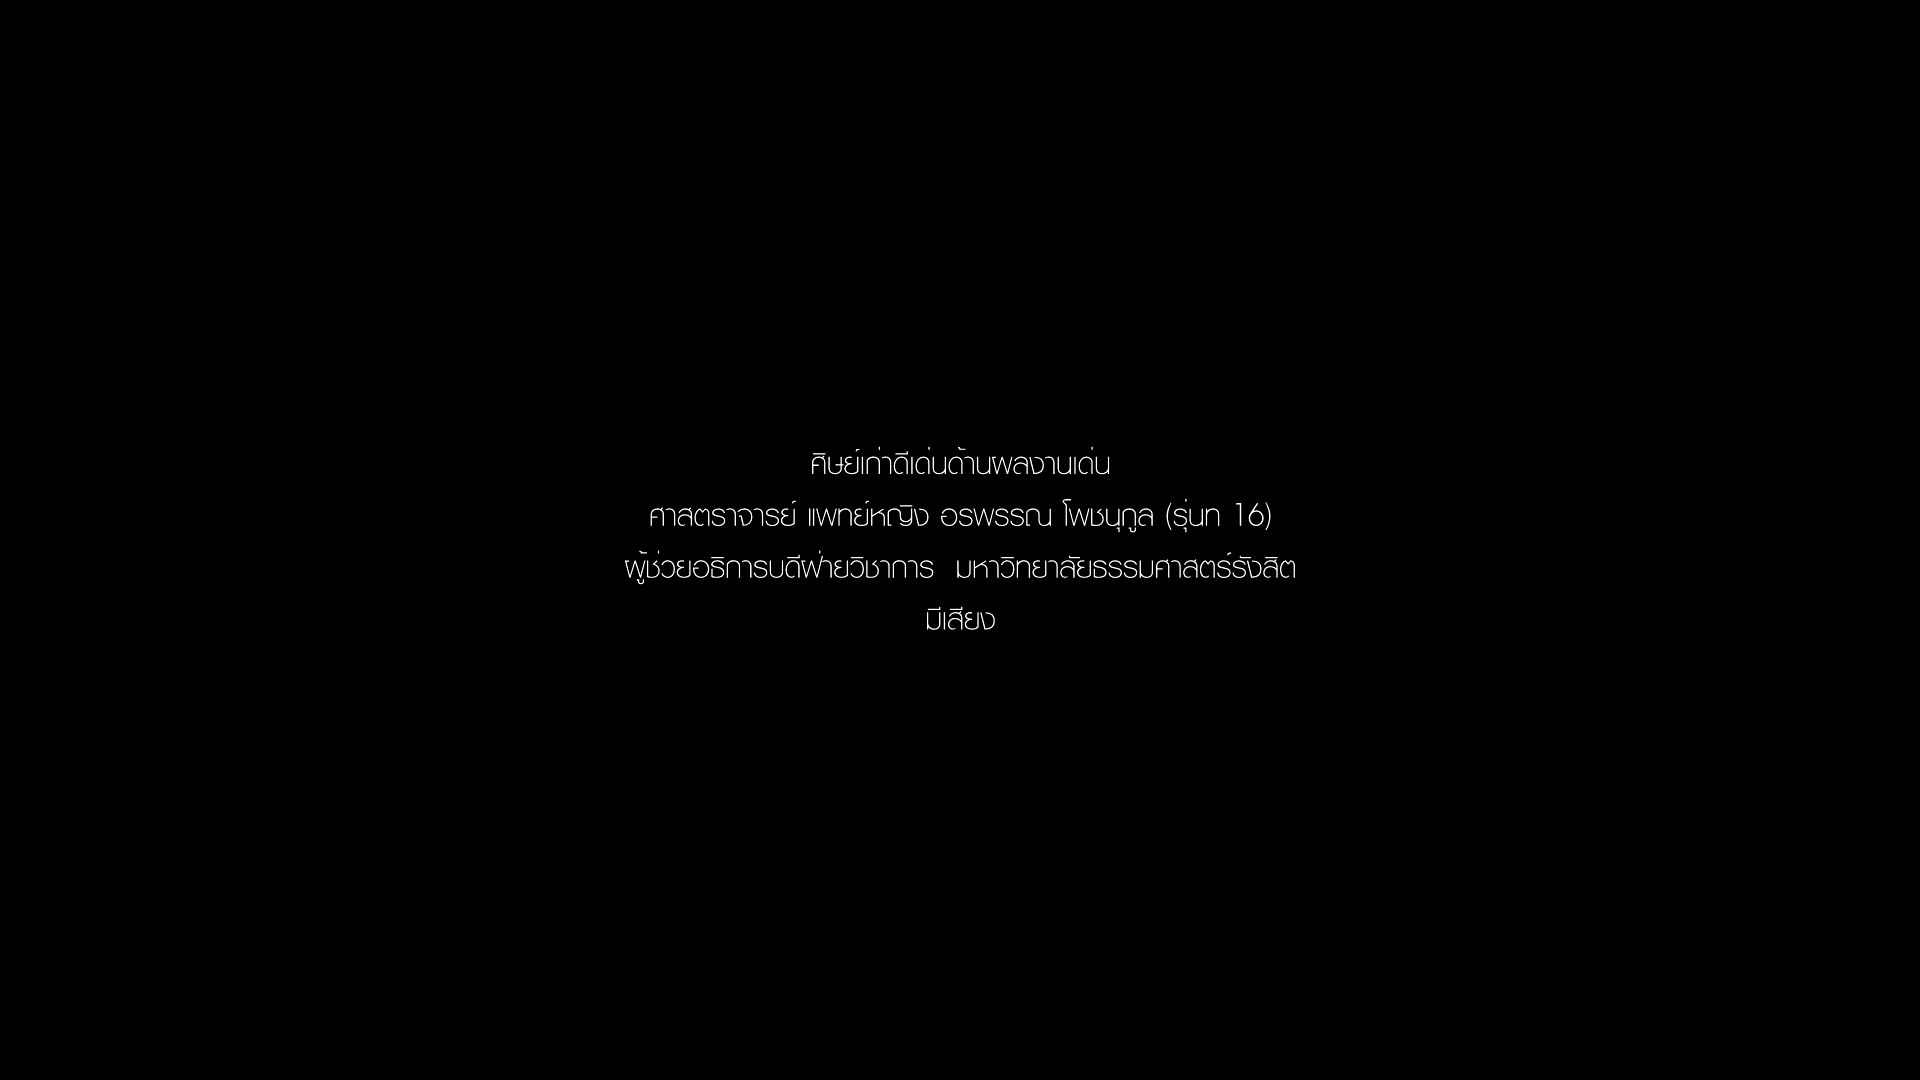 ศิษย์เก่าดีเด่นด้านผลงานเด่น
ศาสตราจารย์ แพทย์หญิง อรพรรณ โพชนุกูล (รุ่นท 16)
ผู้ช่วยอธิการบดีฝ่ายวิชาการ  มหาวิทยาลัยธรรมศาสตร์รังสิต
มีเสียง